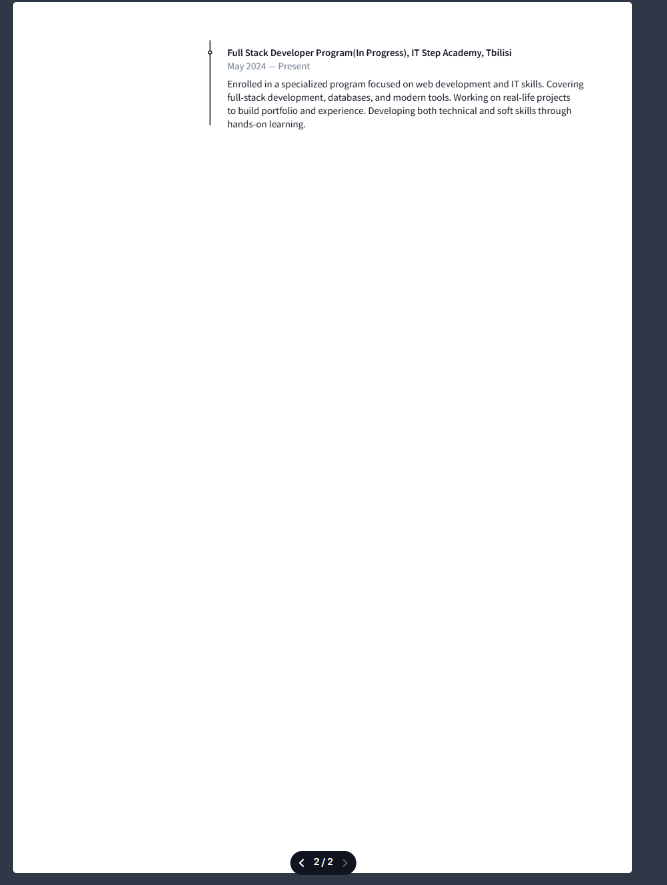 Full Stack Developer Program(In Progress), IT Step Academy, Tbilisi
May 2024 — Present
Enrolled in a specialized program focused on web development and IT skills. Covering
full-stack development, databases, and modern tools. Working on real-life projects
to build portfolio and experience. Developing both technical and soft skills through
hands-on learning.
2 / 2